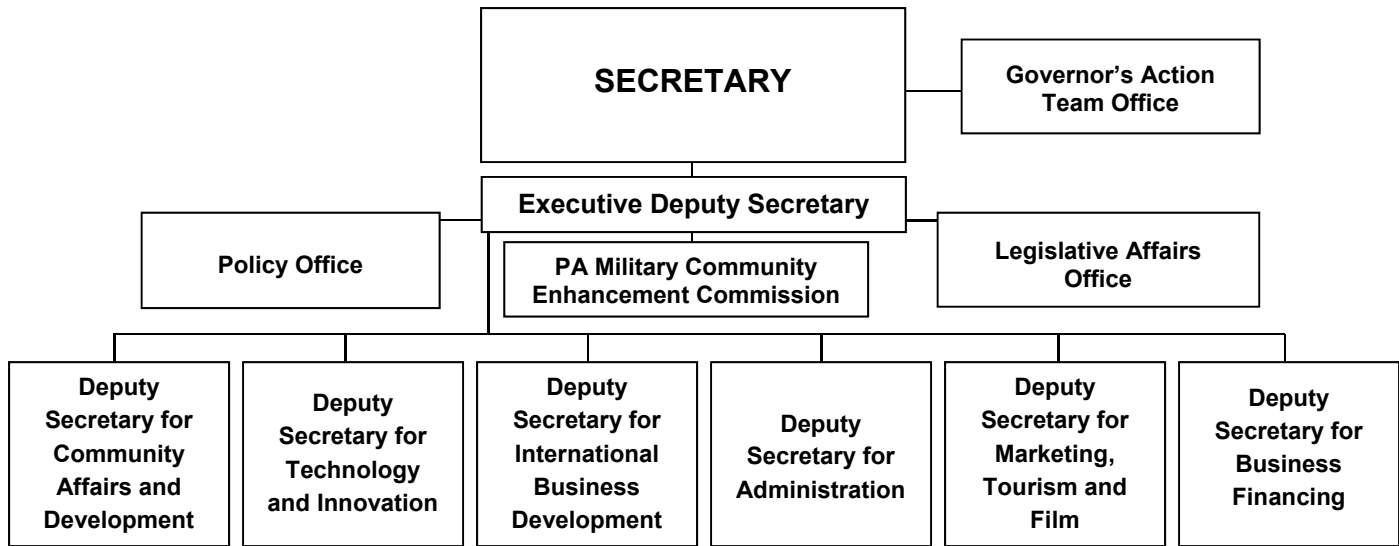 SECRETARY
Governor’s Action
Team Office
Executive Deputy Secretary
Policy Office
PA Military Community
Enhancement Commission
Legislative Affairs
Office
Deputy
Secretary for
Community
Affairs and
Development
Deputy
Secretary for
Technology
and Innovation
Deputy
Secretary for
International
Business
Development
Deputy
Secretary for
Administration
Deputy
Secretary for
Marketing,
Tourism and
Film
Deputy
Secretary for
Business
Financing